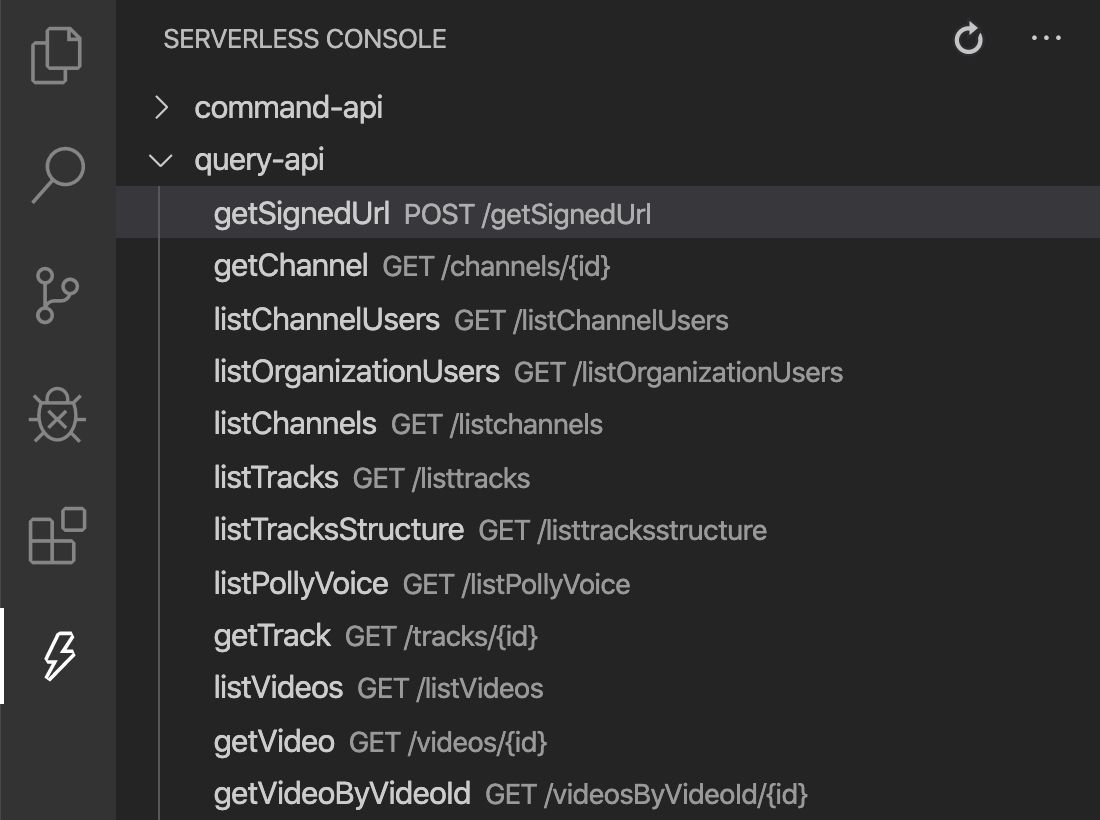 SERVERLESS CONSOLE
command-api
query-api
getSignedUrl POST /getSignedUrl
getChannel GET /channels/{id}
listChannelUsers GET /listChannelUsers
listOrganizationUsers GET /listOrganizationUsers
listChannels GET /listchannels
listTracks GET /listtracks
listTracksStructure GET /listtracksstructure
listPollyVoice GET /listPollyVoice
getTrack GET /tracks/{id}
listVideos GET /listVideos
getVideo GET /videos/{id}
getVideoByVideoId GET /videosByVideoId/{id}